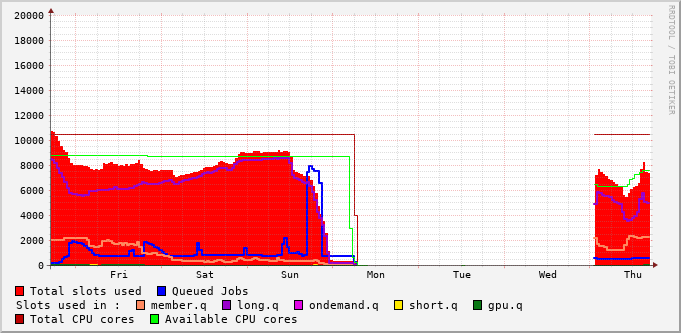 20000
18000
16000
14000
12000
10000
8000
6000
4000
2000
0
Fri Sat Sun Mon Tue Wed Thu
RRDTOOL / TOBI OETIKER
Total slots used Queued Jobs
Slots used in : member.q long.q ondemand.q short.q gpu.q
Total CPU cores Available CPU cores